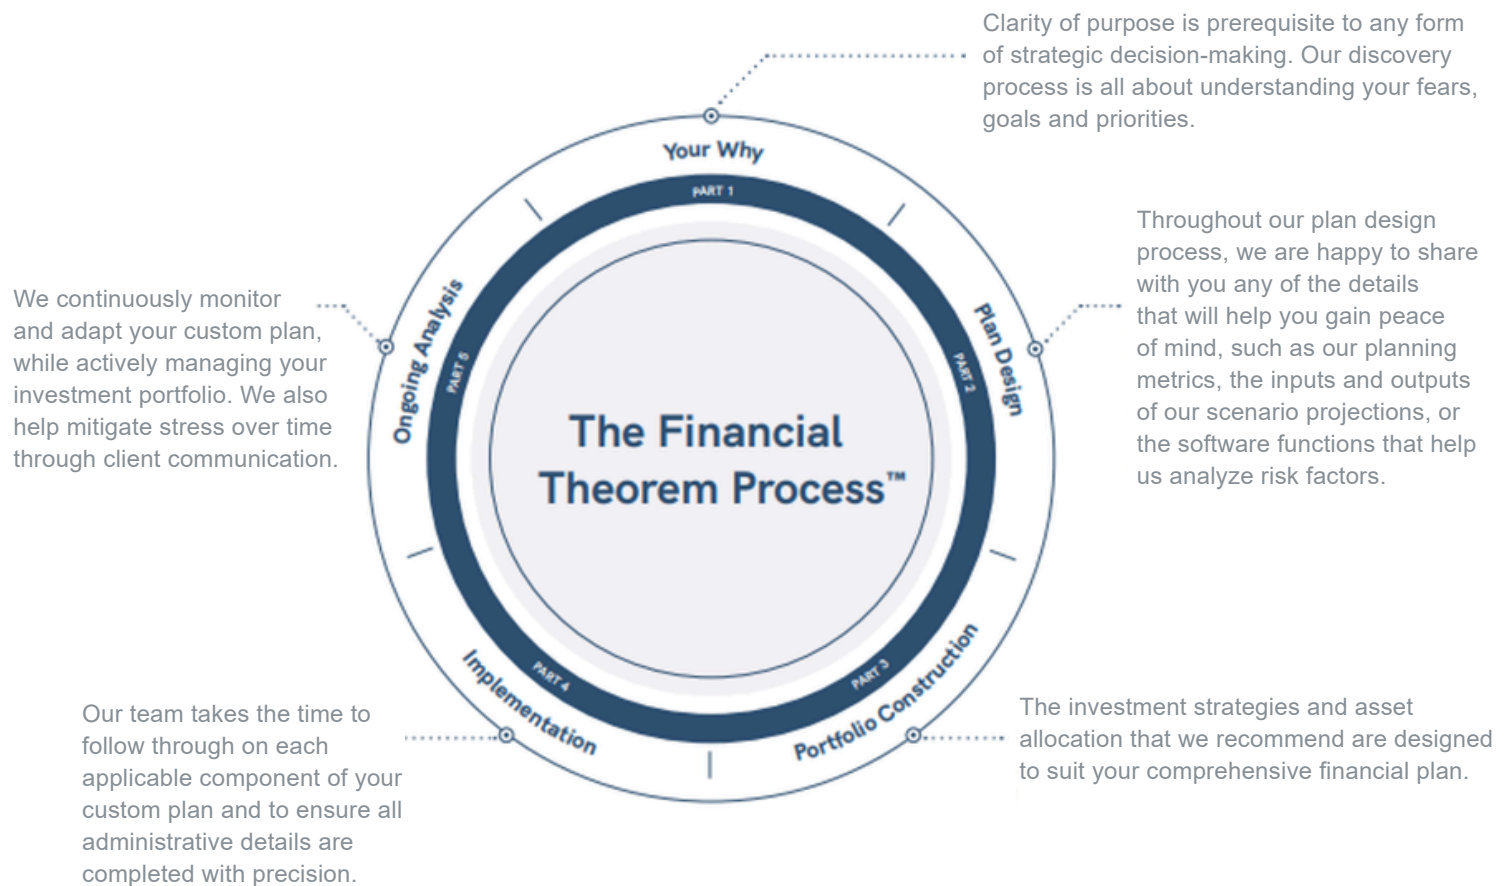 Clarity of purpose is prerequisite to any form
of strategic decision-making. Our discovery
process is all about understanding your fears,
goals and priorities.
Your Why
PART 1
Throughout our plan design
process, we are happy to share
with you any of the details
that will help you gain peace
of mind, such as our planning
metrics, the inputs and outputs
of our scenario projections, or
the software functions that help
us analyze risk factors.
Plan Design
PART 2
The Financial
Theorem Process™
Portfolio Construction
PART 3
The investment strategies and asset
allocation that we recommend are designed
to suit your comprehensive financial plan.
Implementation
PART 4
Our team takes the time to
follow through on each
applicable component of your
custom plan and to ensure all
administrative details are
completed with precision.
Ongoing Analysis
PART 5
We continuously monitor
and adapt your custom plan,
while actively managing your
investment portfolio. We also
help mitigate stress over time
through client communication.